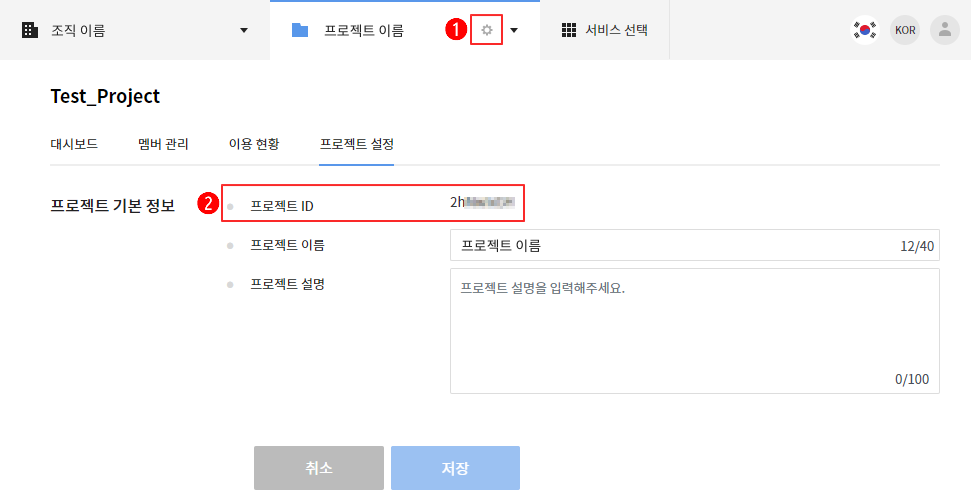 조직 이름
프로젝트 이름
1
서비스 선택
KOR
Test_Project
대시보드
멤버 관리
이용 현황
프로젝트 설정
프로젝트 기본 정보
2
프로젝트 ID
2h
프로젝트 이름
프로젝트 이름
12/40
프로젝트 설명
프로젝트 설명을 입력해주세요.
0/100
취소
저장